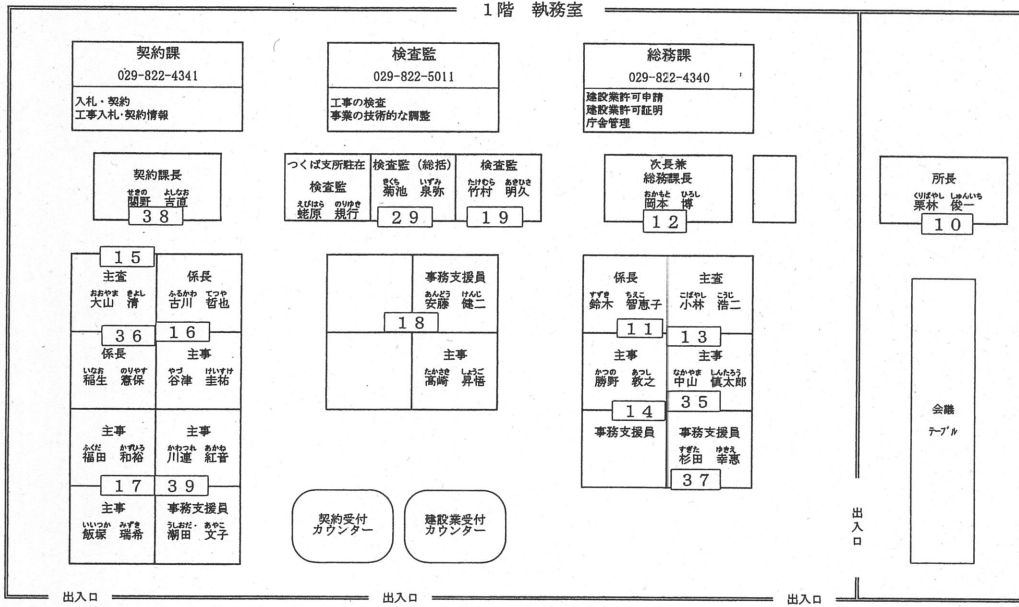 1階 執務室
契約課
029-822-4341
入札・契約
工事入札・契約情報
検査監
029-822-5011
工事の検査
事業の技術的な調整
総務課
029-822-4340
建設業許可申請
建設業許可証明
庁舎管理
契約課長
せきの よしなお
関野 吉直
38
つくば支所駐在
検査監
えびはら のりゆき
蛯原 規行
検査監(総括)
きくち いずみ
菊池 泉弥
29
検査監
たけむら あきひさ
竹村 明久
19
次長兼
総務課長
おかもと ひろし
岡本 博
12
所長
くりばやし しゅんいち
栗林 俊一
10
15
主査
おおやま きよし
大山 清
係長
ふるかわ てつや
古川 哲也
36
16
係長
いなお のりやす
稲生 憲保
主事
やづ けいすけ
谷津 圭祐
主事
ふくだ かずひろ
福田 和裕
主事
かわつれ あかね
川連 紅音
17
39
主事
いいつか みずき
飯塚 瑞希
事務支援員
うしおだ あやこ
潮田 文子
事務支援員
あんどう けんじ
安藤 健二
18
主事
たかさき しょうご
高崎 昇悟
係長
すずき ちえこ
鈴木 智恵子
主査
こばやし こうじ
小林 浩二
11
13
主事
かつの あつし
勝野 敦之
主事
なかやま しんたろう
中山 慎太郎
14
35
事務支援員
事務支援員
すぎた ゆきえ
杉田 幸恵
37
契約受付
カウンター
建設業受付
カウンター
会議
テーブル
出入口
出入口
出入口
出入口